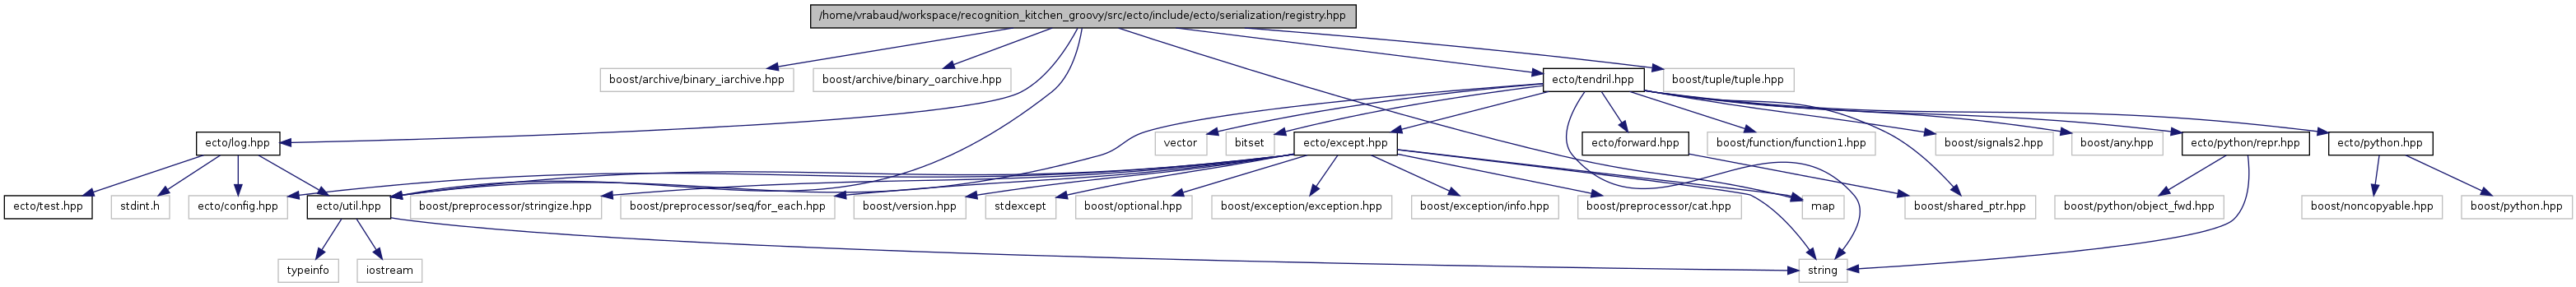 /home/vrabaud/workspace/recognition_kitchen_groovy/src/ecto/include/ecto/serialization/registry.hpp
boost/archive/binary_iarchive.hpp
boost/archive/binary_oarchive.hpp
ecto/tendril.hpp
boost/tuple/tuple.hpp
ecto/log.hpp
vector
bitset
ecto/except.hpp
ecto/forward.hpp
boost/function/function1.hpp
boost/signals2.hpp
boost/any.hpp
ecto/python/repr.hpp
ecto/python.hpp
ecto/test.hpp
stdint.h
ecto/config.hpp
ecto/util.hpp
boost/preprocessor/stringize.hpp
boost/preprocessor/seq/for_each.hpp
boost/version.hpp
stdexcept
boost/optional.hpp
boost/exception/exception.hpp
boost/exception/info.hpp
boost/preprocessor/cat.hpp
map
boost/shared_ptr.hpp
boost/python/object_fwd.hpp
boost/noncopyable.hpp
boost/python.hpp
typeinfo
iostream
string